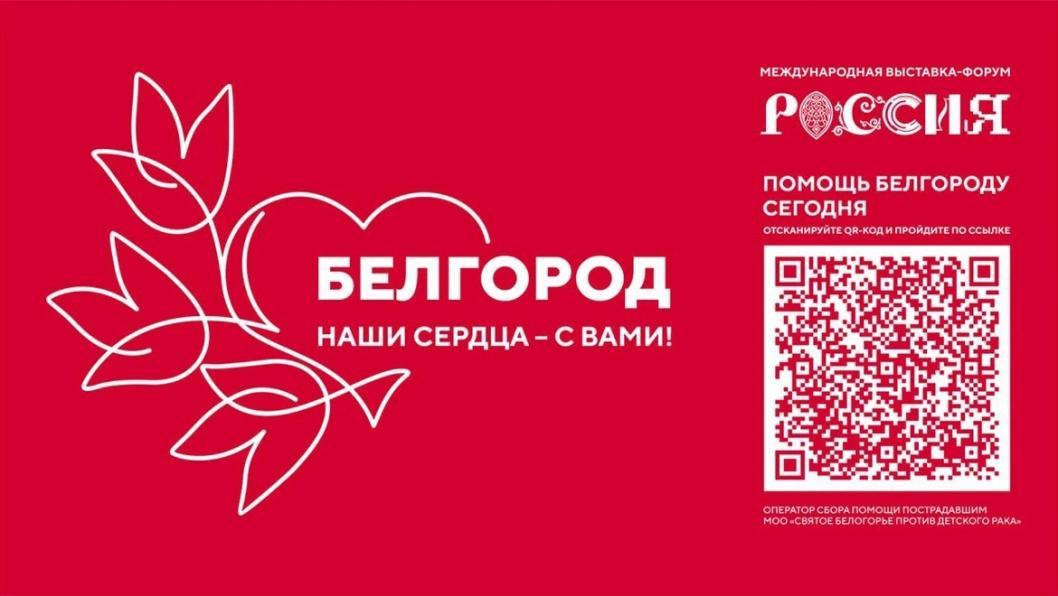 БЕЛГОРОД
НАШИ СЕРДЦА – С ВАМИ!
МЕЖДУНАРОДНАЯ ВЫСТАВКА-ФОРУМ
РОССИЯ
ПОМОЩЬ БЕЛГОРОДУ
СЕГОДНЯ
ОТСКАНИРУЙТЕ QR-КОД И ПРОЙДИТЕ ПО ССЫЛКЕ
ОПЕРАТОР СБОРА ПОМОЩИ ПОСТРАДАВШИМ
МОО «СВЯТОЕ БЕЛОГОРЬЕ ПРОТИВ ДЕТСКОГО РАКА»